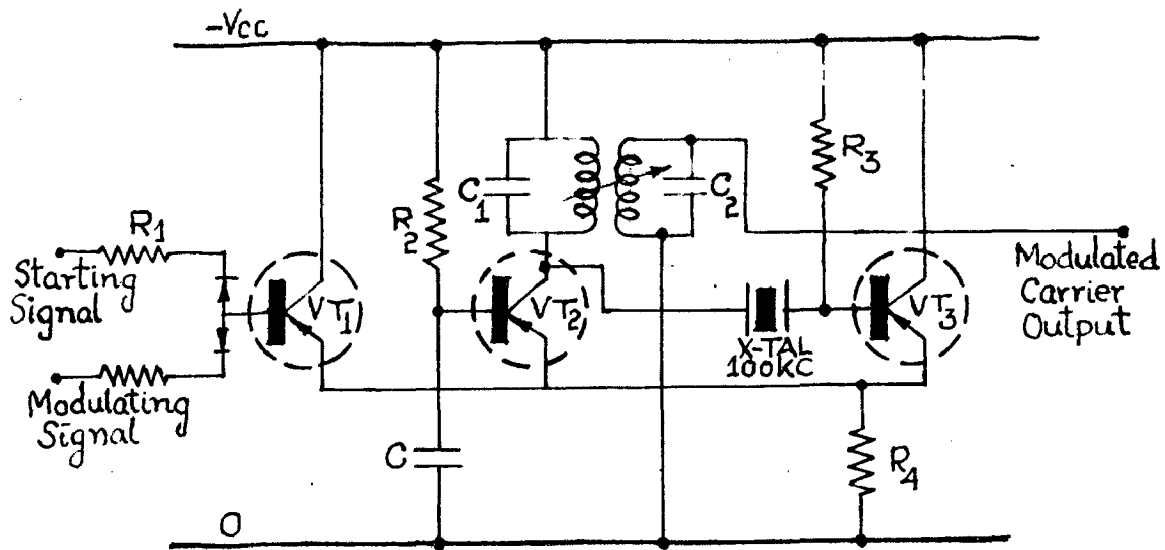 -Vcc
R1
Starting
Signal
VT1
Modulating
Signal
R2
C
C1
C2
VT2
X-TAL
100kC
R3
VT3
Modulated
Carrier
Output
R4
0